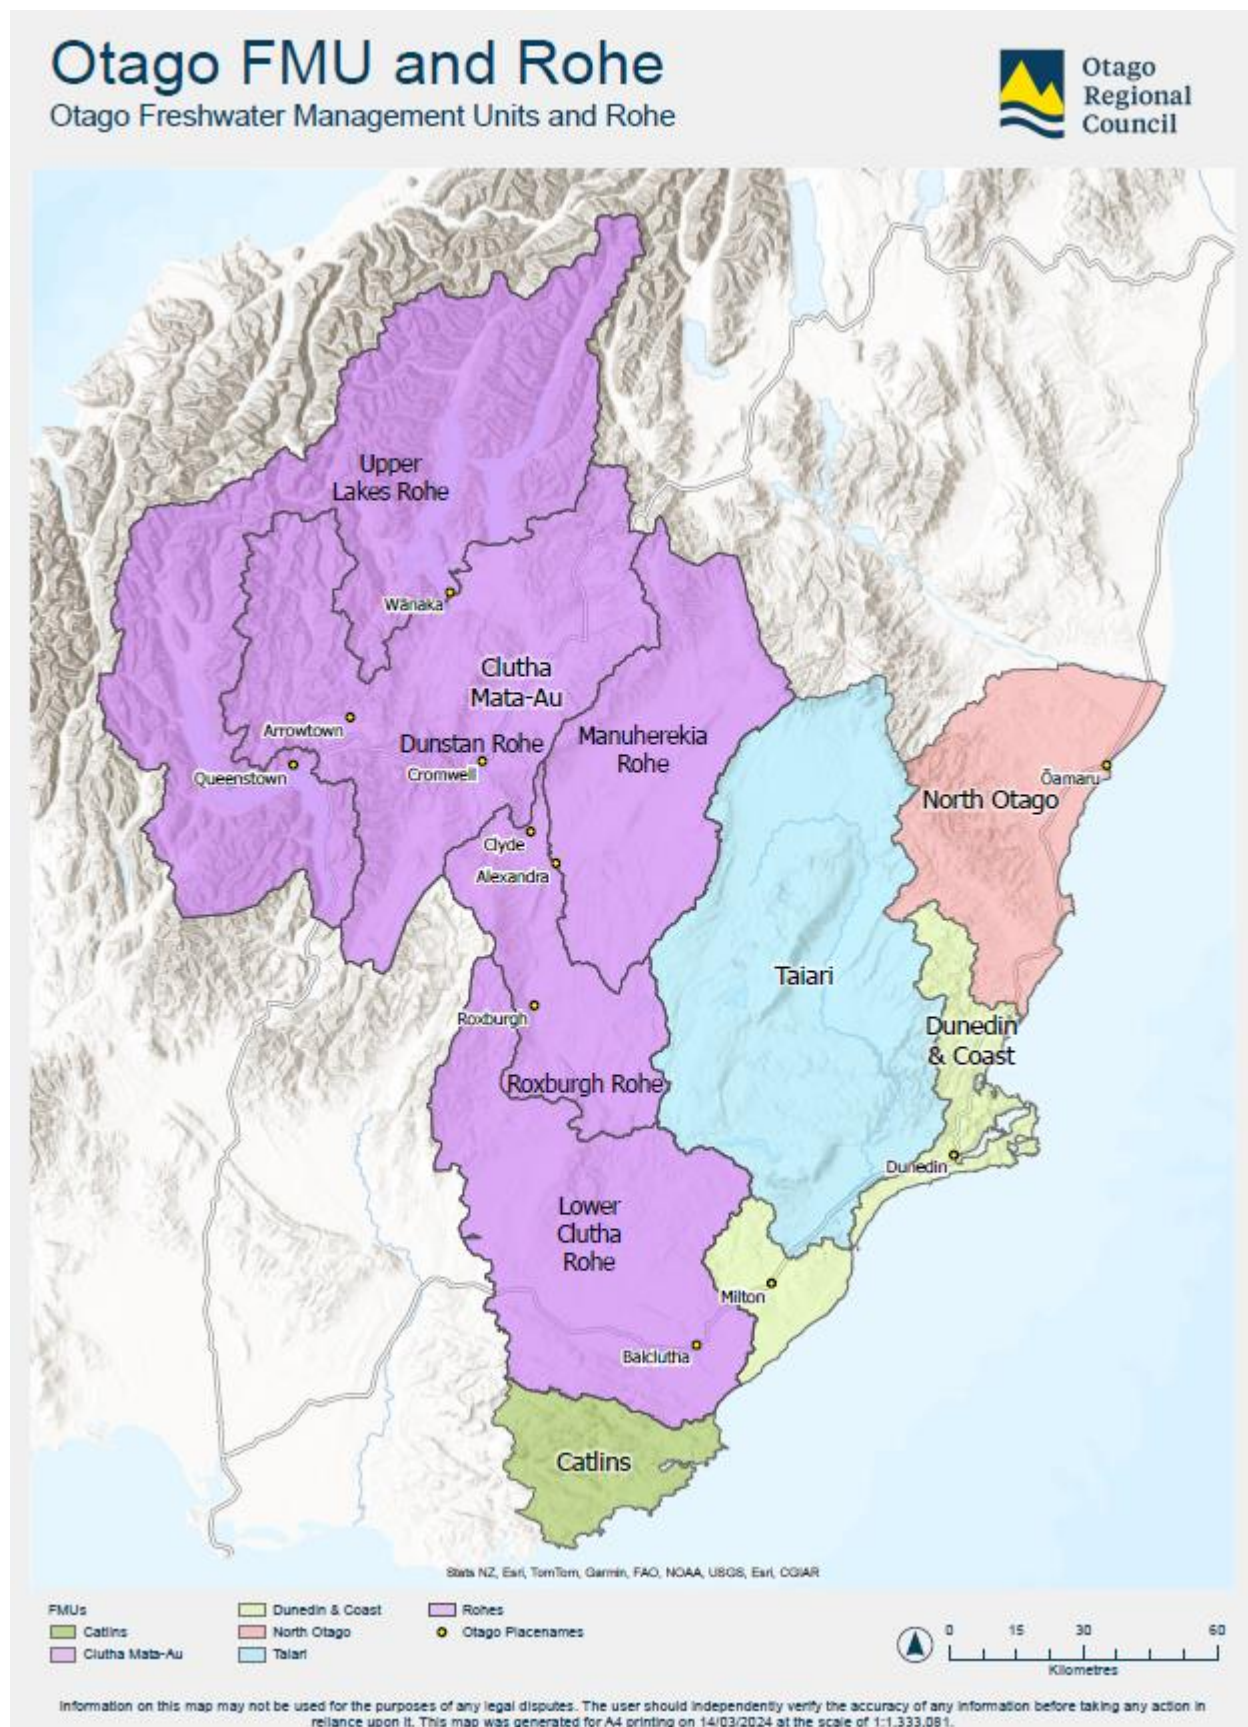 Otago FMU and Rohe
Otago Freshwater Management Units and Rohe
Otago
Regional
Council
Upper
Lakes Rohe
Wānaka
Clutha
Mata-Au
Arrowtown
Dunstan Rohe
Manuherekia
Rohe
Queenstown
Cromwell
Ōamaru
North Otago
Clyde
Alexandra
Taiari
Roxburgh
Dunedin
& Coast
Roxburgh Rohe
Dunedin
Lower
Clutha
Rohe
Milton
Balclutha
Catlins
Stats NZ, Esri, TomTom, Garmin, FAO, NOAA, USGS, Esri, CGIAR
FMUs
Catlins
Clutha Mata-Au
Dunedin & Coast
North Otago
Taiari
Rohes
Otago Placenames
0 15 30 60
Kilometres
Information on this map may not be used for the purposes of any legal disputes. The user should independently verify the accuracy of any information before taking any action in
reliance upon it. This map was generated for A4 printing on 14/03/2024 at the scale of 1:1,333,081.